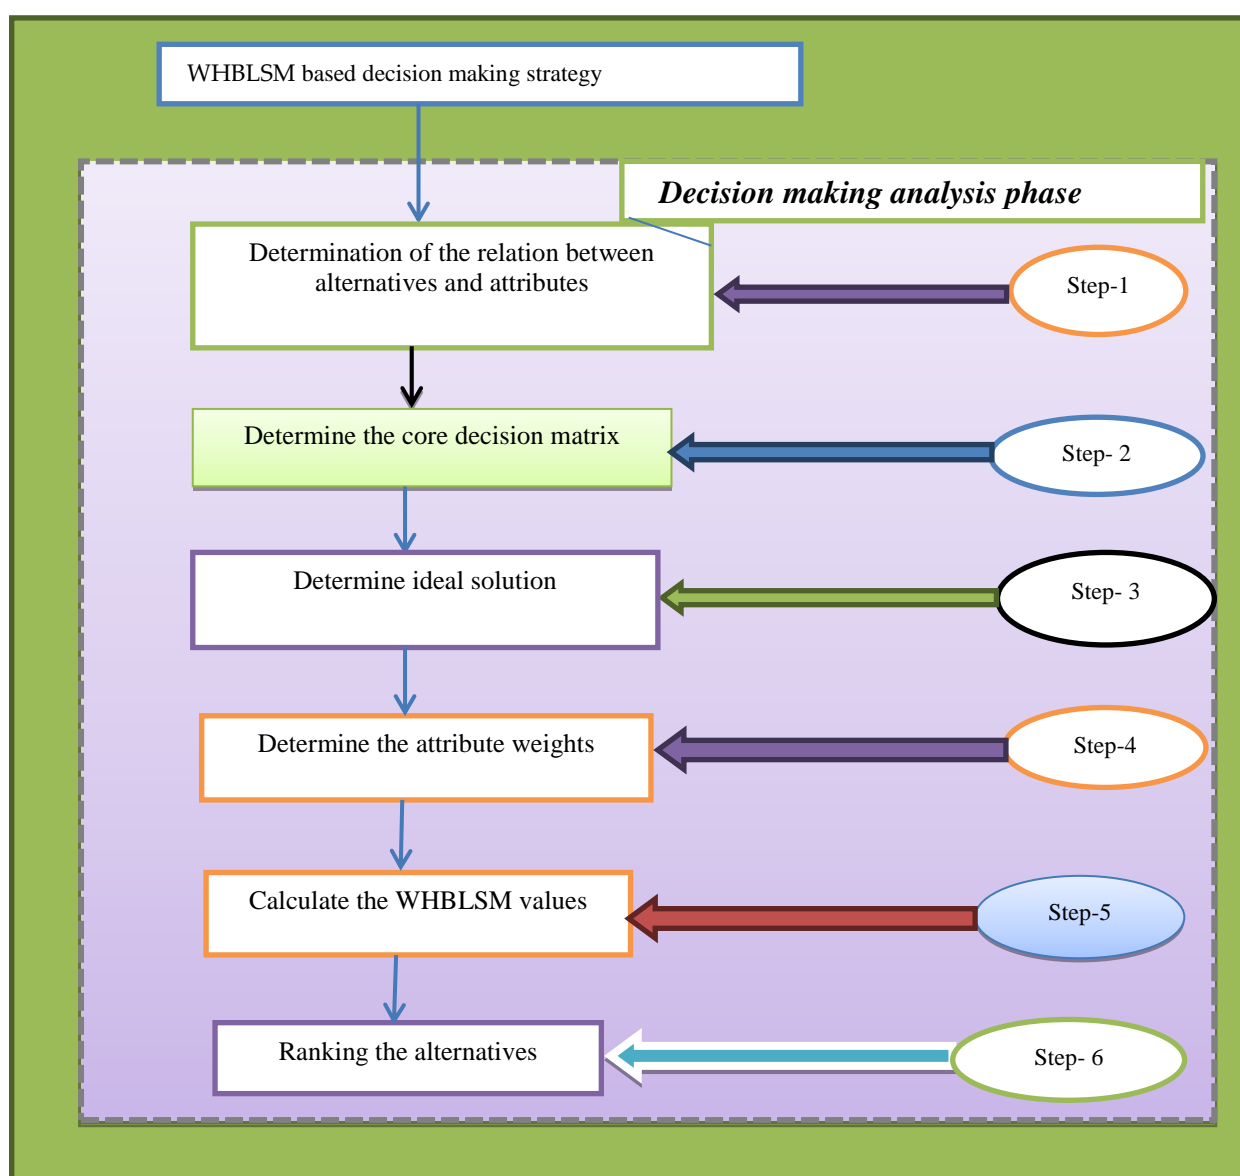 WHBLSM based decision making strategy
Decision making analysis phase
Determination of the relation between
alternatives and attributes
Step-1
Determine the core decision matrix
Step- 2
Determine ideal solution
Step- 3
Determine the attribute weights
Step-4
Calculate the WHBLSM values
Step-5
Ranking the alternatives
Step- 6